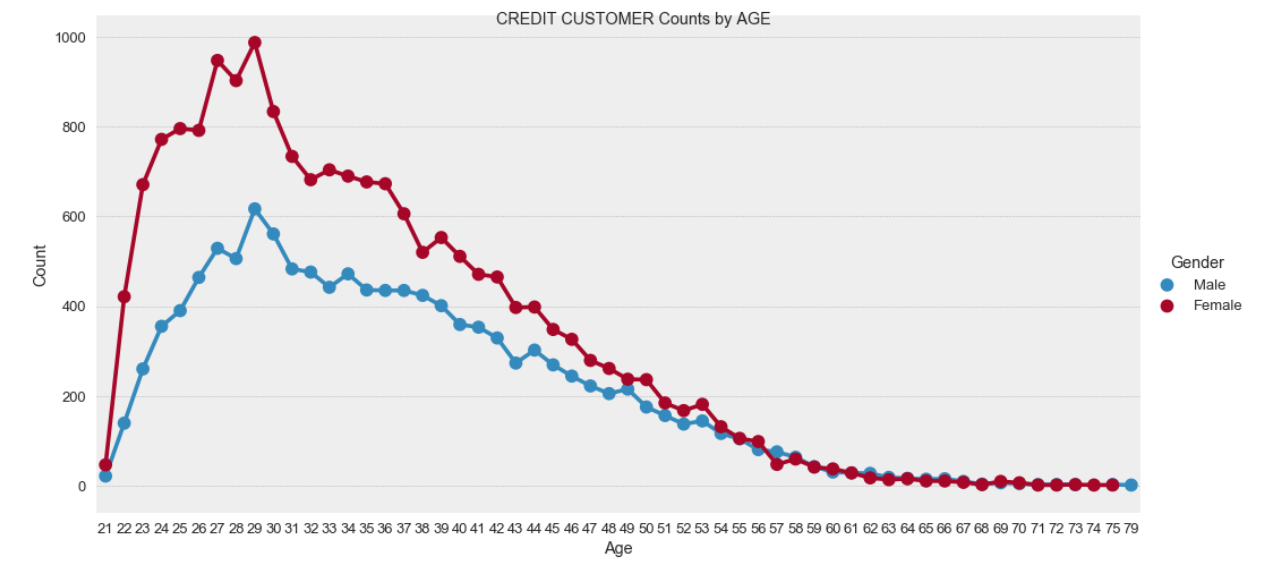 CREDIT CUSTOMER Counts by AGE
1000
800
600
400
200
0
Count
21 22 23 24 25 26 27 28 29 30 31 32 33 34 35 36 37 38 39 40 41 42 43 44 45 46 47 48 49 50 51 52 53 54 55 56 57 58 59 60 61 62 63 64 65 66 67 68 69 70 71 72 73 74 75 79
Age
Gender
Male
Female